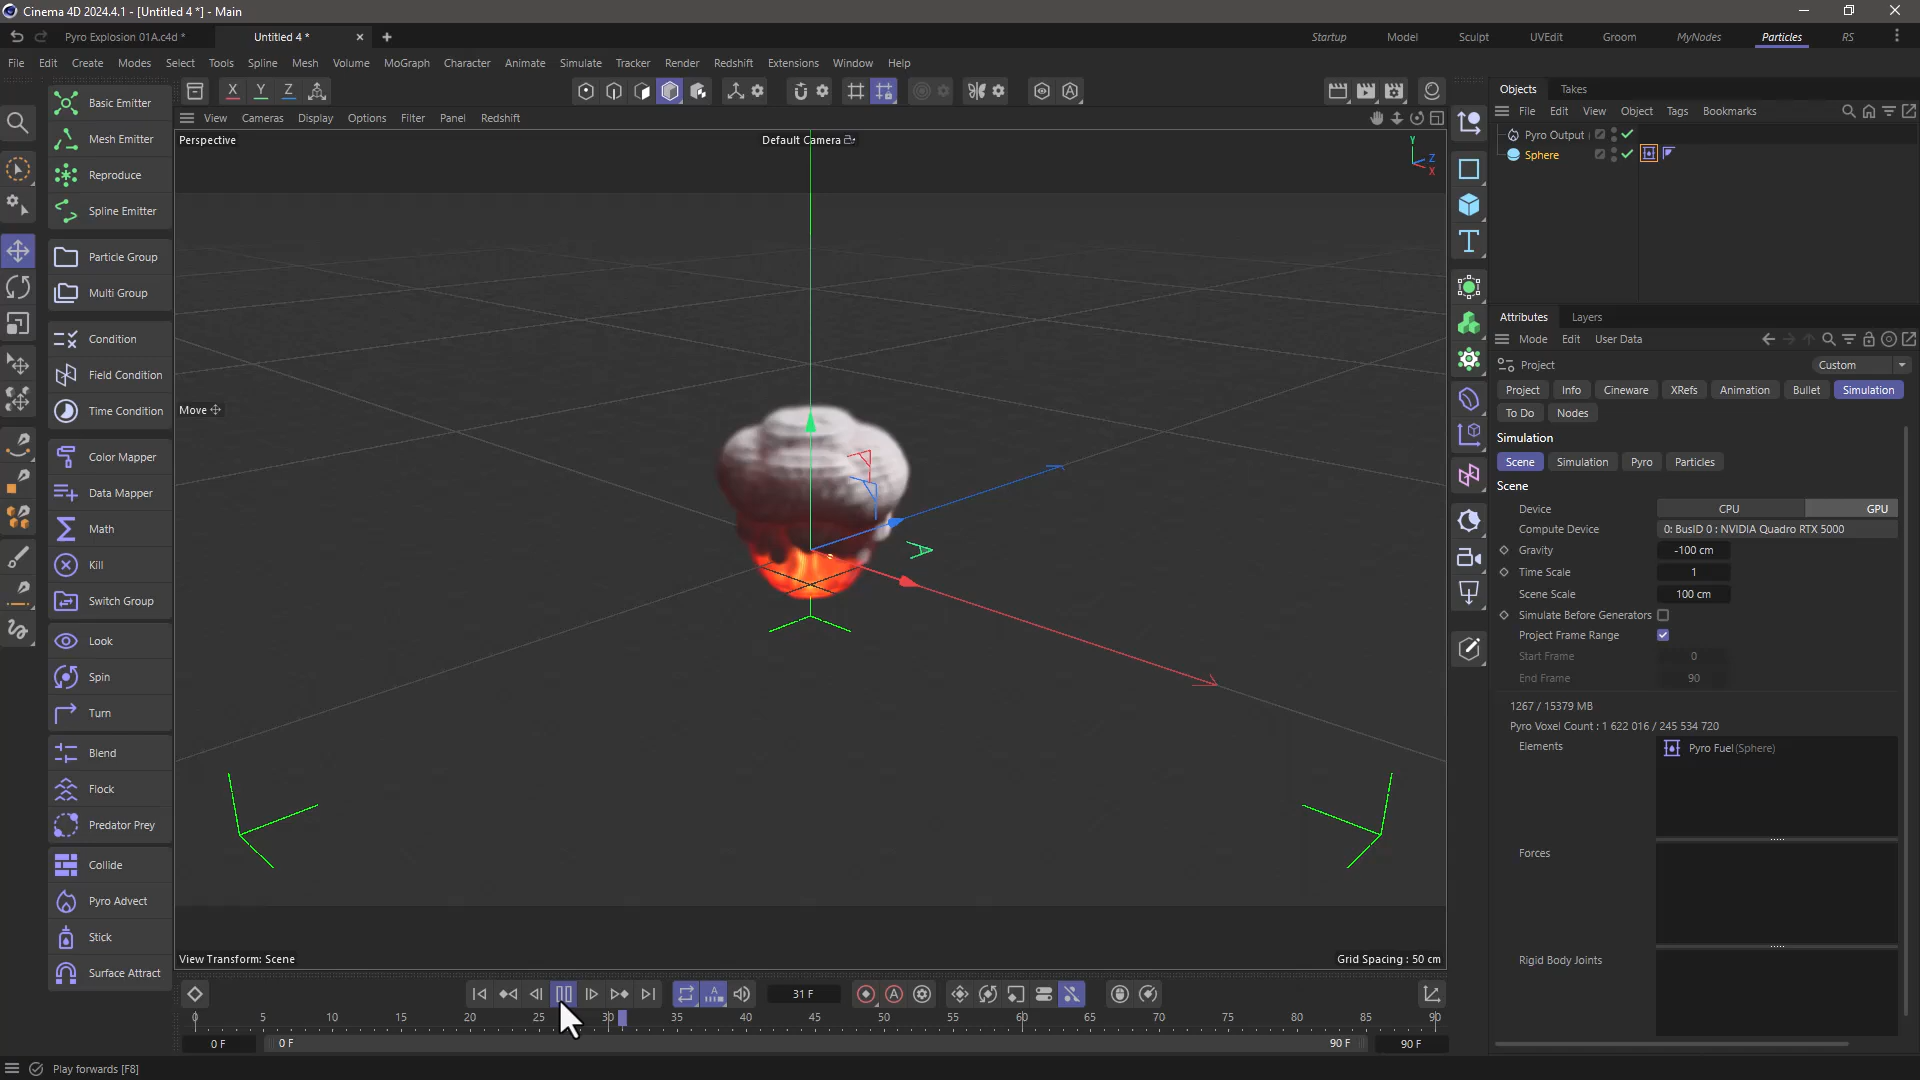 Cinema 4D 2024.4.1 - [Untitled 4 *] - Main
Pyro Explosion 01A.c4d *
Untitled 4 *
Startup Model Sculpt UVEdit Groom MyNodes Particles RS
File Edit Create Modes Select Tools Spline Mesh Volume MoGraph Character Animate Simulate Tracker Render Redshift Extensions Window Help
X Y Z
View Cameras Display Options Filter Panel Redshift
Perspective
Default Camera
Y
Z
X
Move
Basic Emitter
Mesh Emitter
Reproduce
Spline Emitter
Particle Group
Multi Group
Condition
Field Condition
Time Condition
Color Mapper
Data Mapper
Math
Kill
Switch Group
Look
Spin
Turn
Blend
Flock
Predator Prey
Collide
Pyro Advect
Stick
Surface Attract
View Transform: Scene
Grid Spacing : 50 cm
31 F
0 5 10 15 20 25 30 35 40 45 50 55 60 65 70 75 80 85 90
0 F
0 F
90 F
90 F
Play forwards [F8]
Objects Takes
File Edit View Object Tags Bookmarks
Pyro Output
Sphere
Attributes Layers
Mode Edit User Data
Project
Custom
Project Info Cineware XRefs Animation Bullet Simulation
To Do Nodes
Simulation
Scene Simulation Pyro Particles
Scene
Device CPU GPU
Compute Device 0: BusID 0 : NVIDIA Quadro RTX 5000
Gravity -100 cm
Time Scale 1
Scene Scale 100 cm
Simulate Before Generators
Project Frame Range
Start Frame 0
End Frame 90
1267 / 15379 MB
Pyro Voxel Count : 1 622 016 / 245 534 720
Elements
Pyro Fuel (Sphere)
Forces
Rigid Body Joints